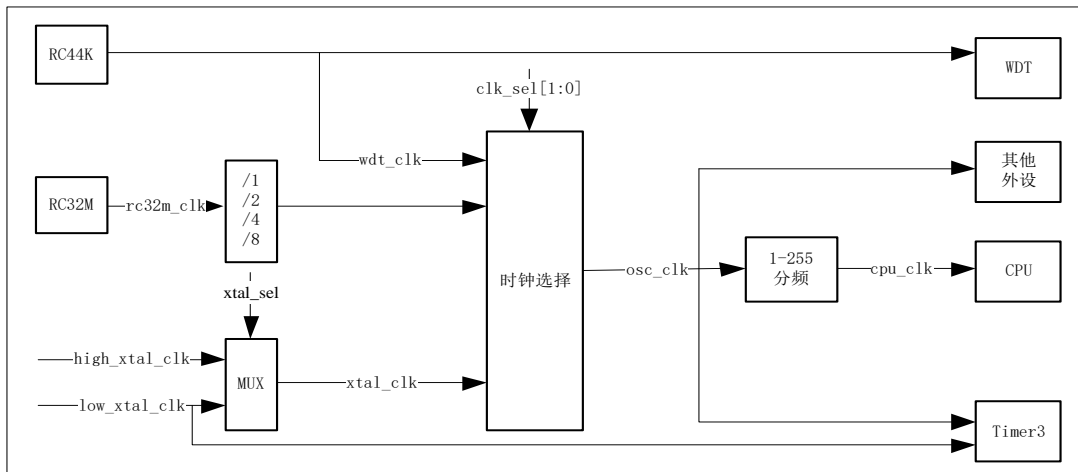 RC44K
WDT
clk_sel[1:0]
wdt_clk
其他
外设
RC32M
rc32m_clk
/1
/2
/4
/8
时钟选择
osc_clk
1-255
分频
cpu_clk
CPU
xtal_sel
high_xtal_clk
MUX
xtal_clk
low_xtal_clk
Timer3